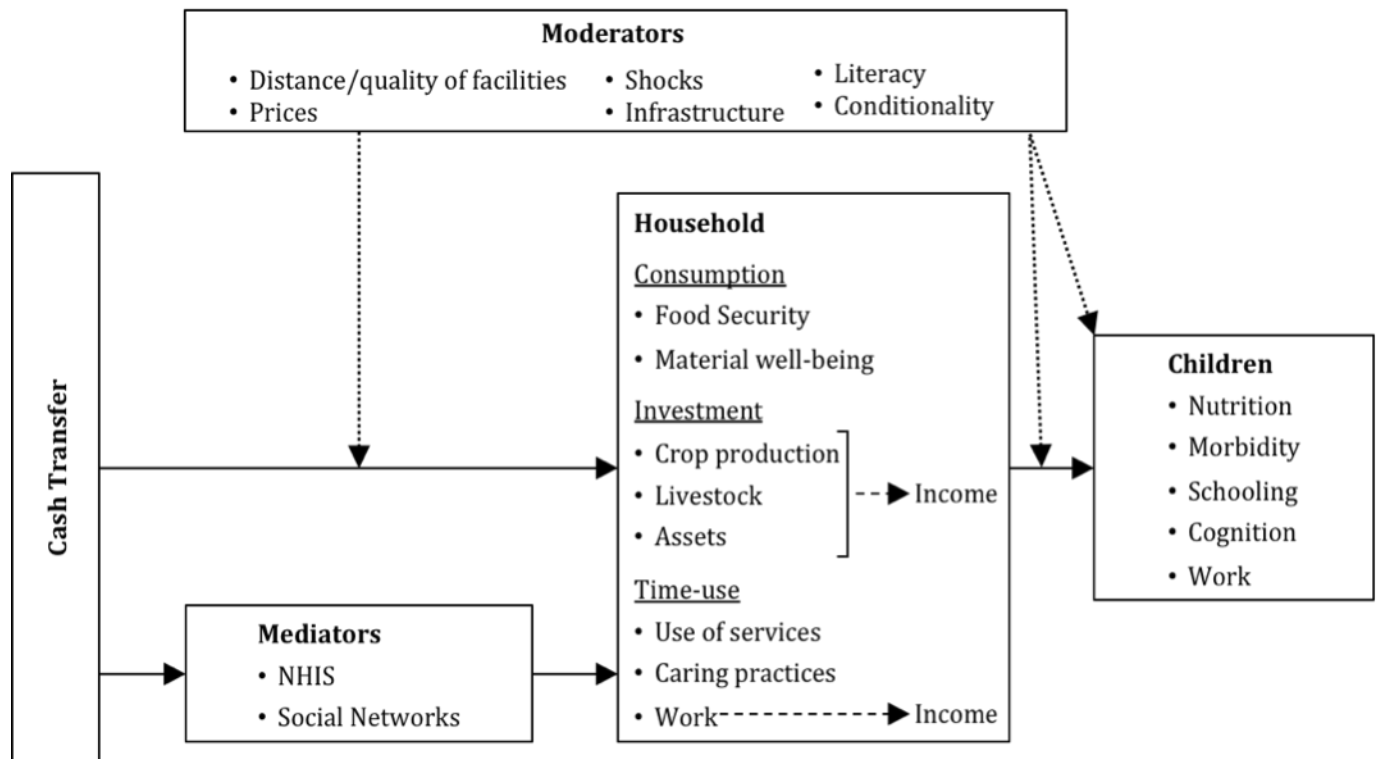 Moderators
• Distance/quality of facilities
• Prices
• Shocks
• Infrastructure
• Literacy
• Conditionality
Cash Transfer
Mediators
• NHIS
• Social Networks
Household
Consumption
• Food Security
• Material well-being
Investment
• Crop production
• Livestock
• Assets
Income
Time-use
• Use of services
• Caring practices
• Work
Income
Children
• Nutrition
• Morbidity
• Schooling
• Cognition
• Work